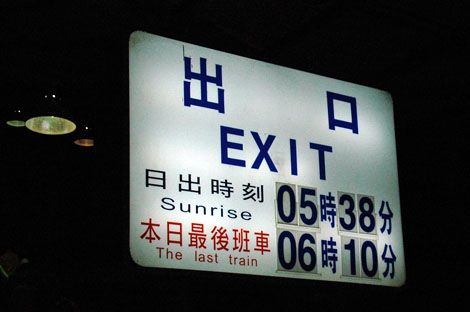 出口
EXIT
日出時刻 05時38分
Sunrise
本日最後班車 06時10分
The last train